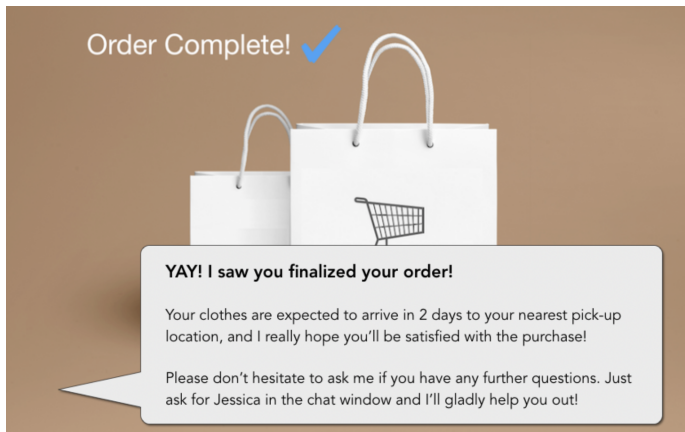 Order Complete!
YAY! I saw you finalized your order!
Your clothes are expected to arrive in 2 days to your nearest pick-up
location, and I really hope you’ll be satisfied with the purchase!
Please don’t hesitate to ask me if you have any further questions. Just
ask for Jessica in the chat window and I’ll gladly help you out!